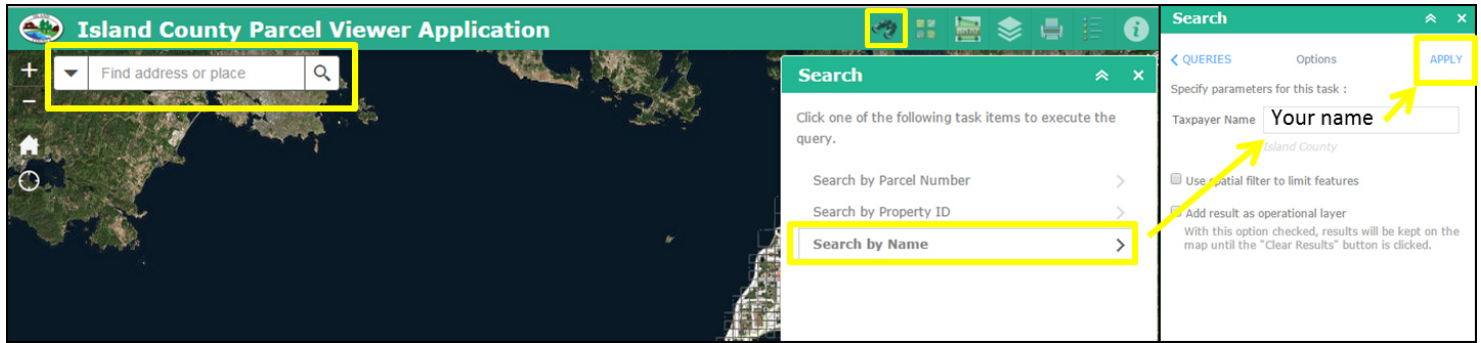 Island County Parcel Viewer Application
Find address or place
Search
Click one of the following task items to execute the
query.
Search by Parcel Number
Search by Property ID
Search by Name
Search
QUERIES
Options
APPLY
Specify parameters for this task :
Taxpayer Name
Your name
Island County
Use spatial filter to limit features
Add result as operational layer
With this option checked, results will be kept on the
map until the "Clear Results" button is clicked.